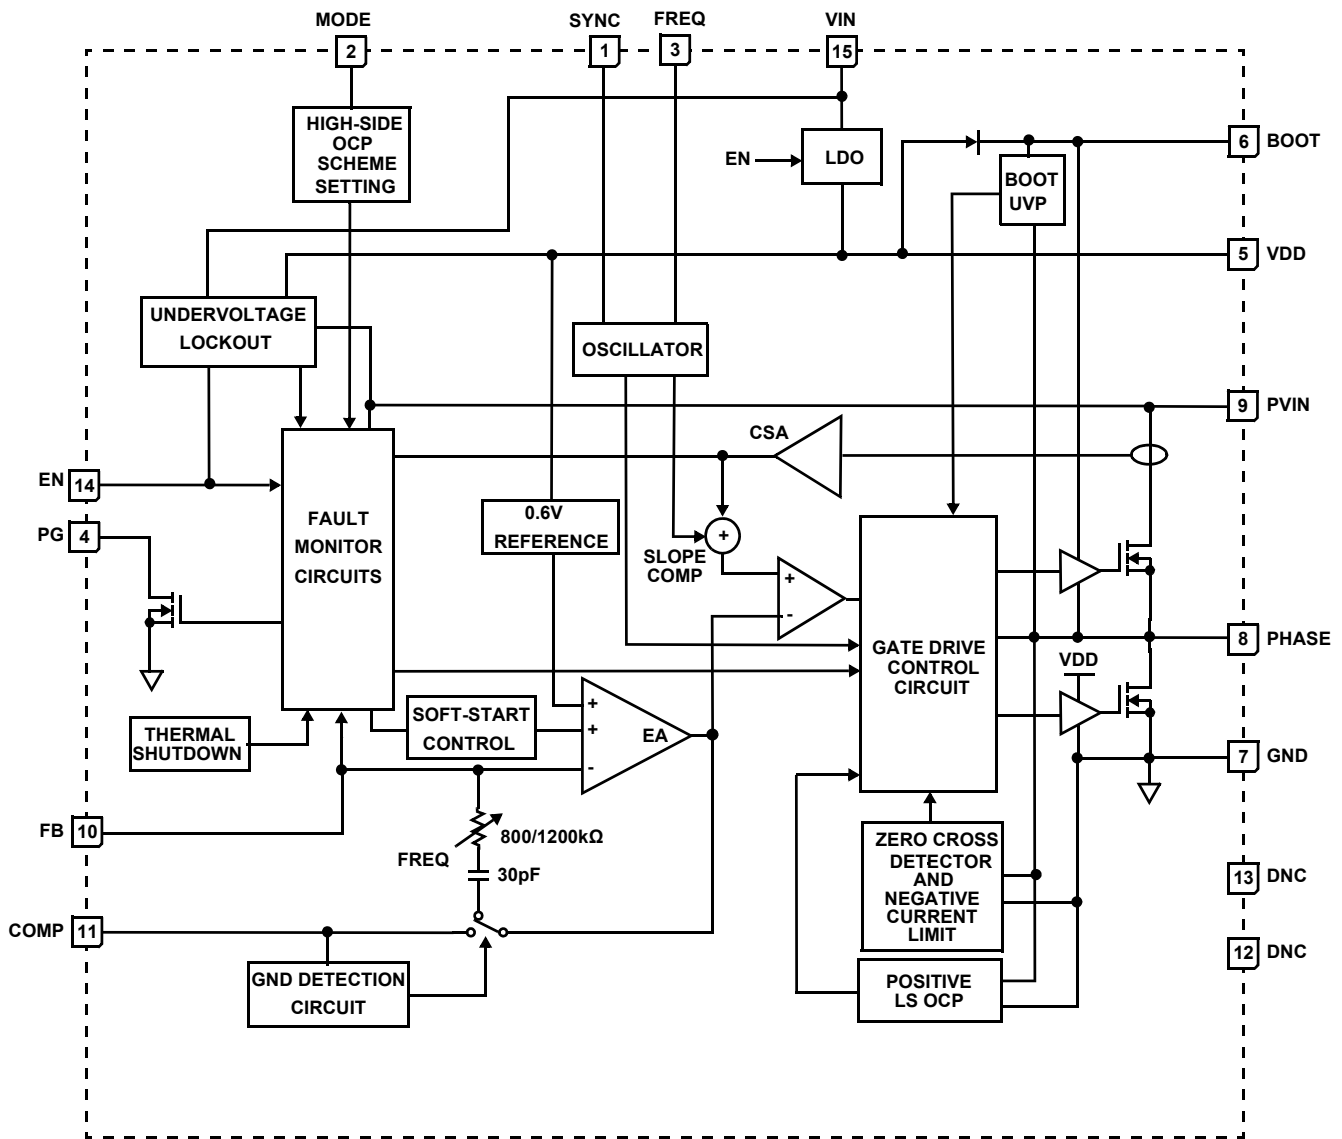 MODE
SYNC
FREQ
VIN
2
1
3
15
HIGH-SIDE
OCP
SCHEME
SETTING
EN
LDO
6
BOOT
BOOT
UVP
5
VDD
UNDERVOLTAGE
LOCKOUT
OSCILLATOR
9
PVIN
CSA
EN
14
PG
4
FAULT
MONITOR
CIRCUITS
0.6V
REFERENCE
+
SLOPE
COMP
+
-
GATE DRIVE
CONTROL
CIRCUIT
8
PHASE
VDD
THERMAL
SHUTDOWN
SOFT-START
CONTROL
+
+
-
EA
7
GND
FB
10
800/1200kΩ
FREQ
30pF
ZERO CROSS
DETECTOR
AND
NEGATIVE
CURRENT
LIMIT
13
DNC
COMP
11
12
DNC
GND DETECTION
CIRCUIT
POSITIVE
LS OCP